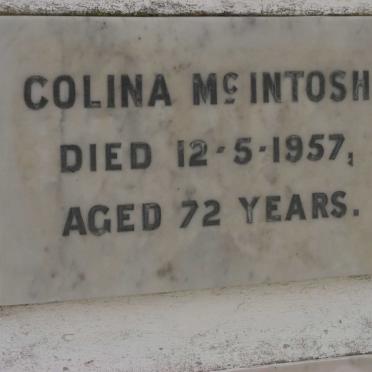 COLINA McINTOSH
DIED 12-5-1957,
AGED 72 YEARS.